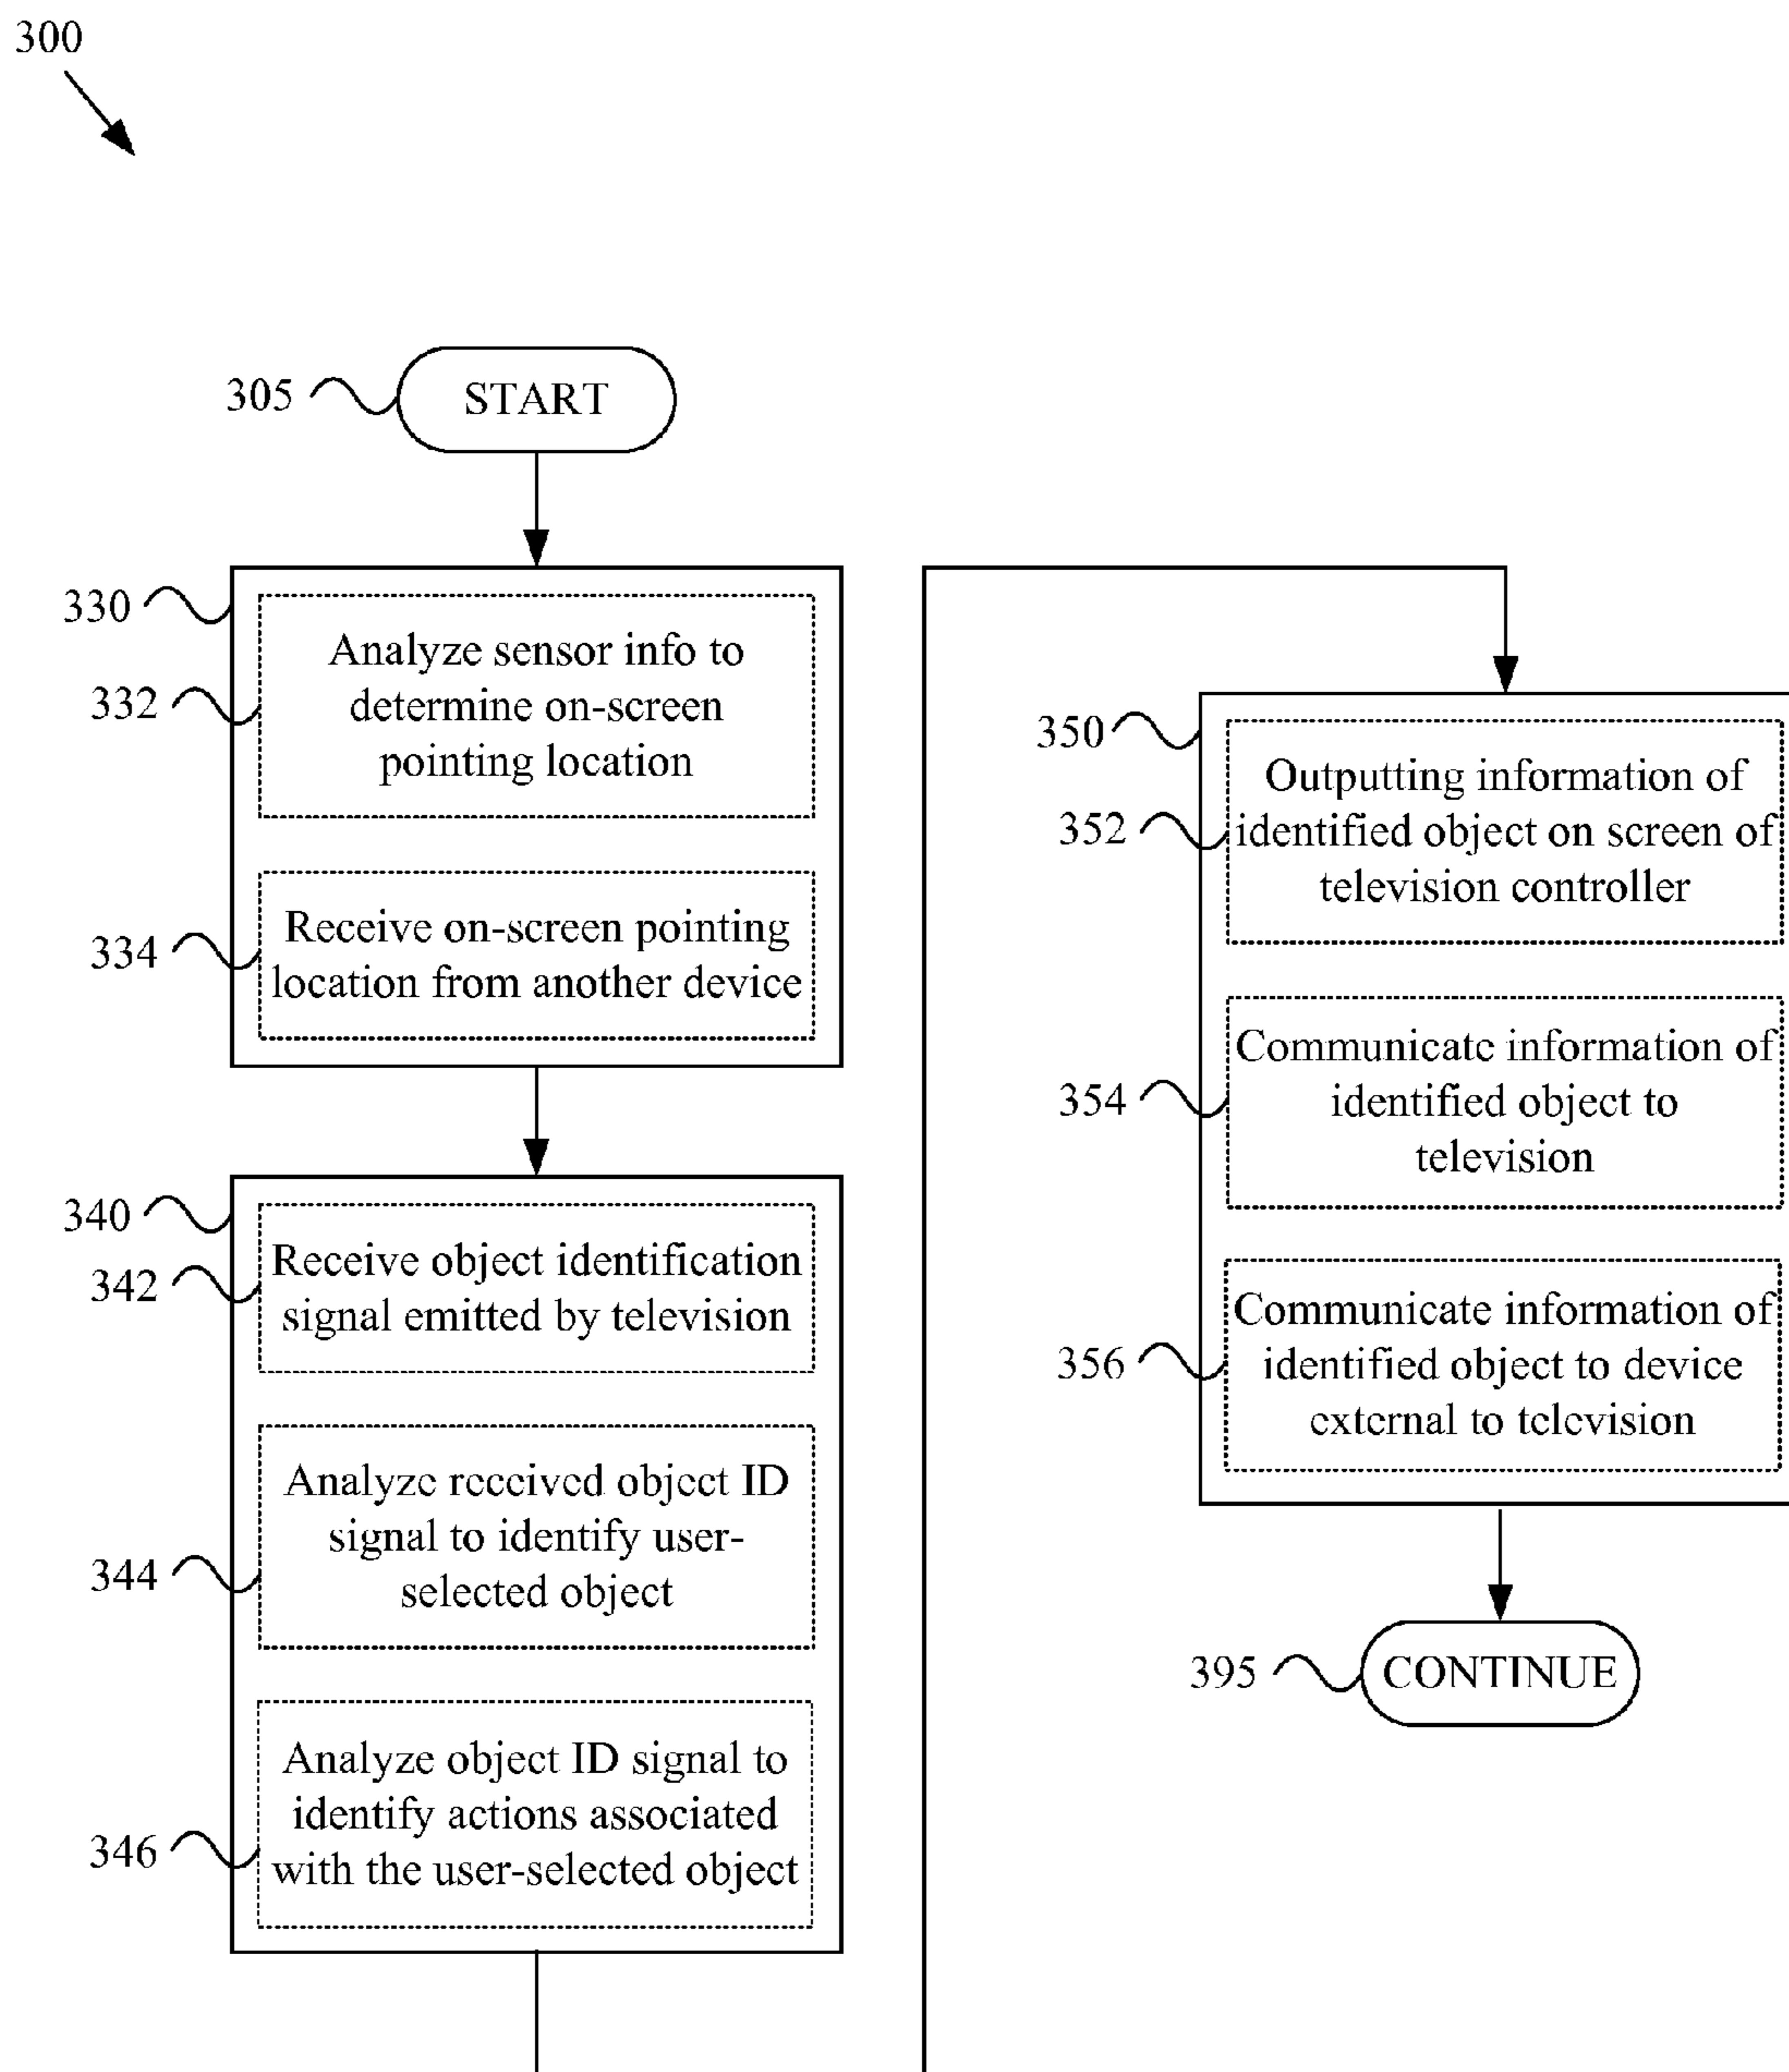 300
305
START
330
332
Analyze sensor info to
determine on-screen
pointing location
334
Receive on-screen pointing
location from another device
340
342
Receive object identification
signal emitted by television
344
Analyze received object ID
signal to identify user-
selected object
346
Analyze object ID signal to
identify actions associated
with the user-selected object
350
352
Outputting information of
identified object on screen of
television controller
354
Communicate information of
identified object to
television
356
Communicate information of
identified object to device
external to television
395
CONTINUE